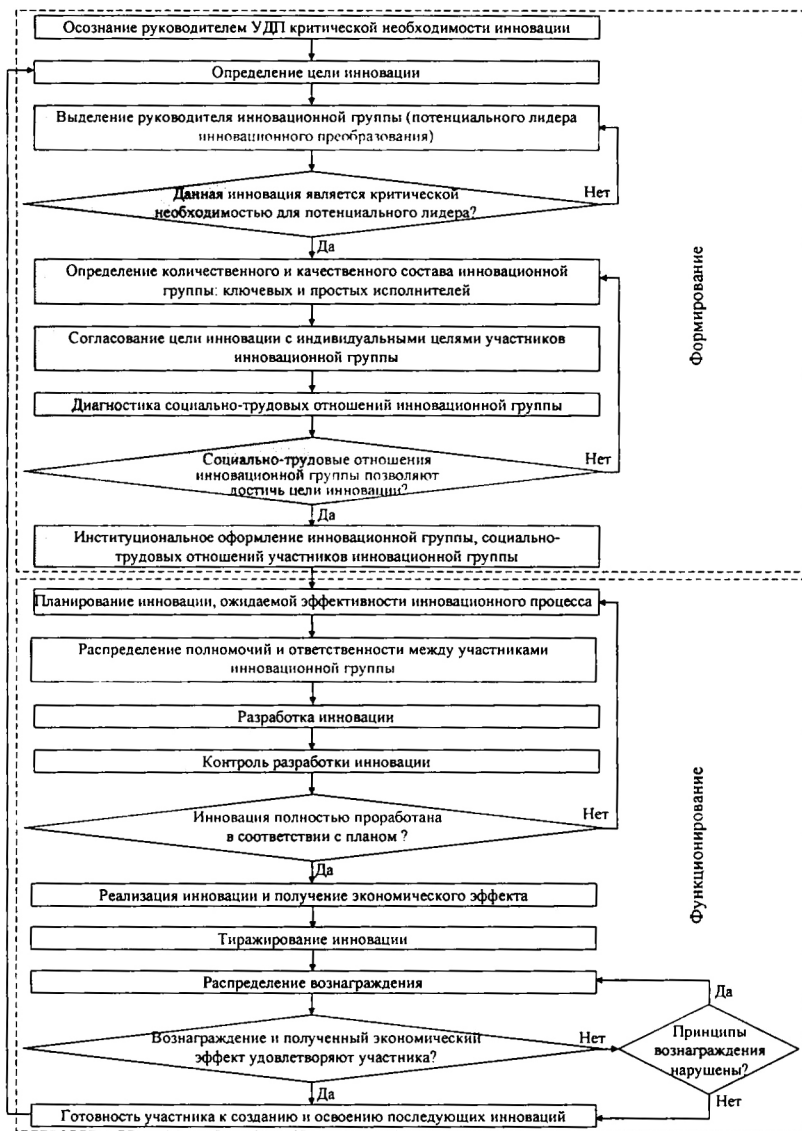 Осознание руководителем УДП критической необходимости инновации
Определение цели инновации
Выделение руководителя инновационной группы (потенциального лидера
инновационного преобразования)
Данная инновация является критической
необходимостью для потенциального лидера?
Нет
Да
Определение количественного и качественного состава инновационной
группы: ключевых и простых исполнителей
Согласование цели инновации с индивидуальными целями участников
инновационной группы
Диагностика социально-трудовых отношений инновационной группы
Социально-трудовые отношения
инновационной группы позволяют
достичь цели инновации?
Нет
Да
Институциональное оформление инновационной группы, социально-
трудовых отношений участников инновационной группы
Формирование
Планирование инновации, ожидаемой эффективности инновационного процесса
Распределение полномочий и ответственности между участниками
инновационной группы
Разработка инновации
Контроль разработки инновации
Инновация полностью проработана
в соответствии с планом ?
Нет
Да
Реализация инновации и получение экономического эффекта
Тиражирование инновации
Распределение вознаграждения
Вознаграждение и полученный экономический
эффект удовлетворяют участника?
Нет
Да
Принципы
вознаграждения
нарушены?
Да
Нет
Готовность участника к созданию и освоению последующих инноваций
Функционирование